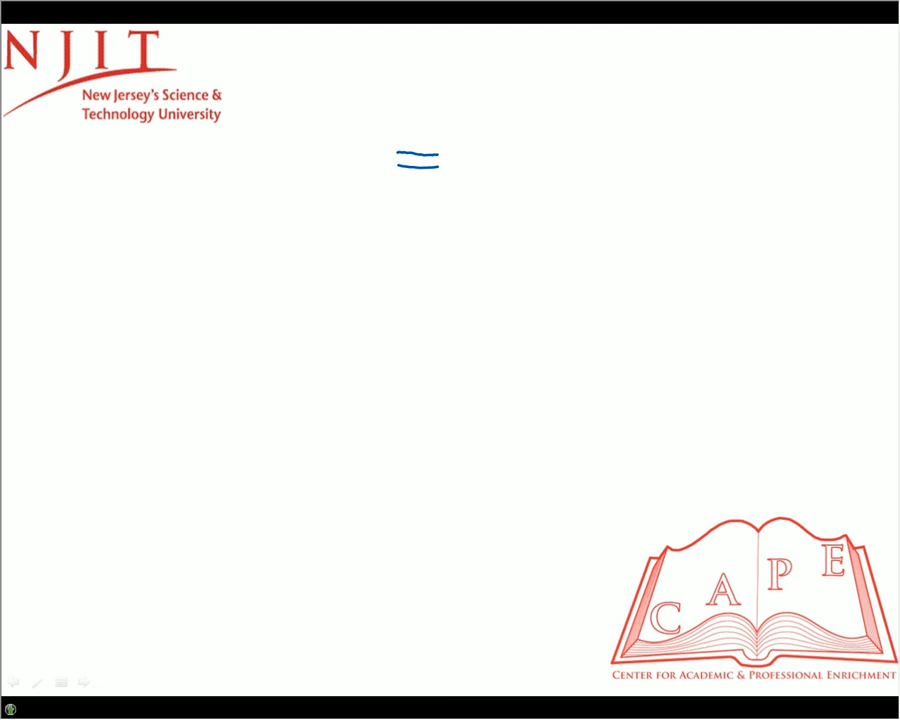 NJIT
New Jersey's Science &
Technology University
=
C A P E
CENTER FOR ACADEMIC & PROFESSIONAL ENRICHMENT